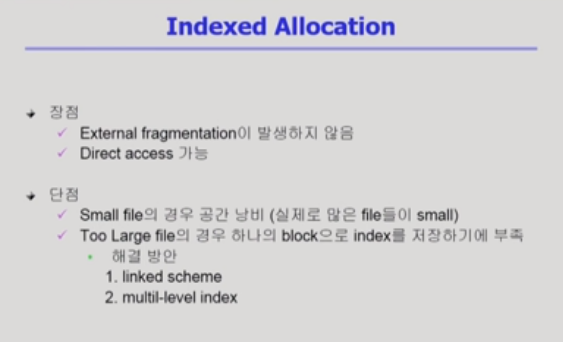 Indexed Allocation
장점
External fragmentation이 발생하지 않음
Direct access 가능
단점
Small file의 경우 공간 낭비 (실제로 많은 file들이 small)
Too Large file의 경우 하나의 block으로 index를 저장하기에 부족
해결 방안
1. linked scheme
2. multil-level index